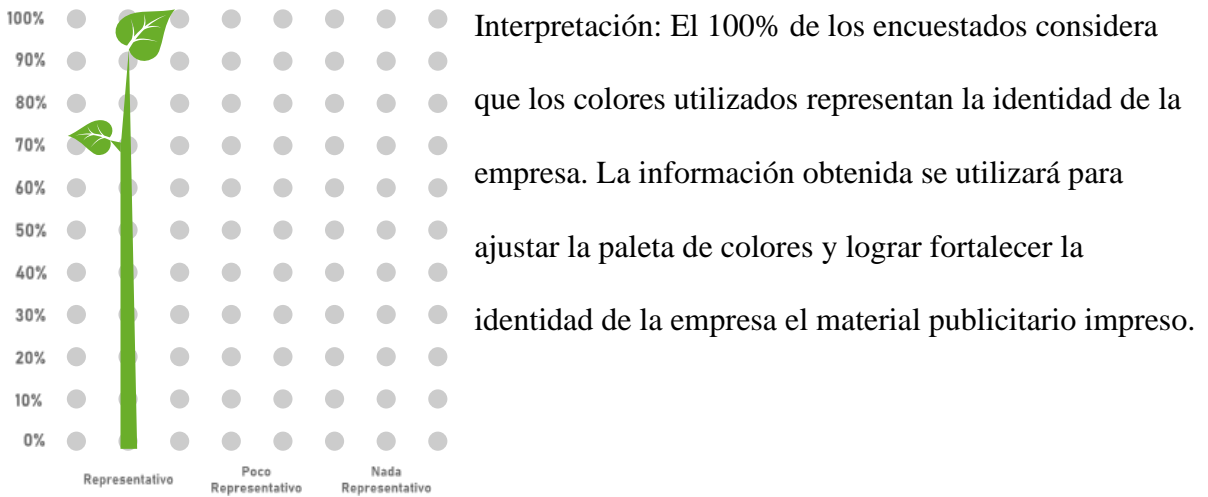 100%
90%
80%
70%
60%
50%
40%
30%
20%
10%
0%
Representativo
Poco
Representativo
Nada
Representativo
Interpretación: El 100% de los encuestados considera
que los colores utilizados representan la identidad de la
empresa. La información obtenida se utilizará para
ajustar la paleta de colores y lograr fortalecer la
identidad de la empresa el material publicitario impreso.